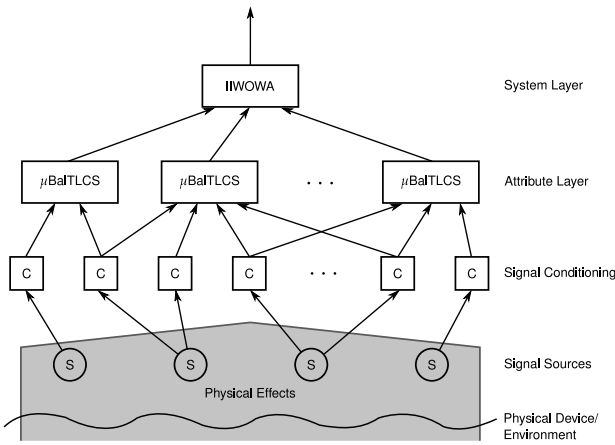 IIWOWA
System Layer
μBalTLCS μBalTLCS . . . μBalTLCS
Attribute Layer
C C C C . . . C C
Signal Conditioning
S S S S
Signal Sources
Physical Effects
Physical Device/
Environment